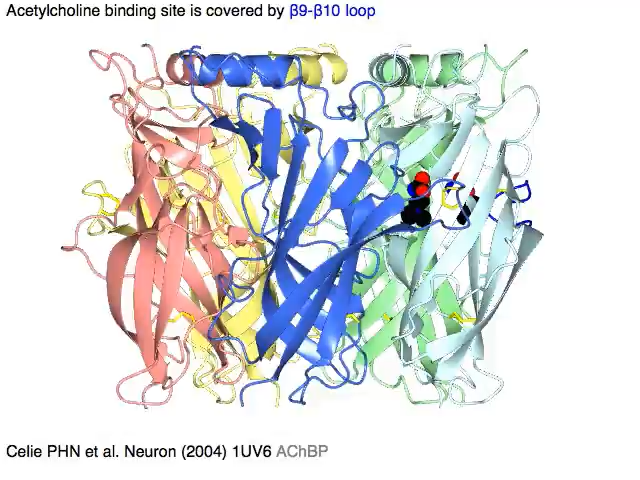 Acetylcholine binding site is covered by β9-β10 loop
Celie PHN et al. Neuron (2004) 1UV6 AChBP